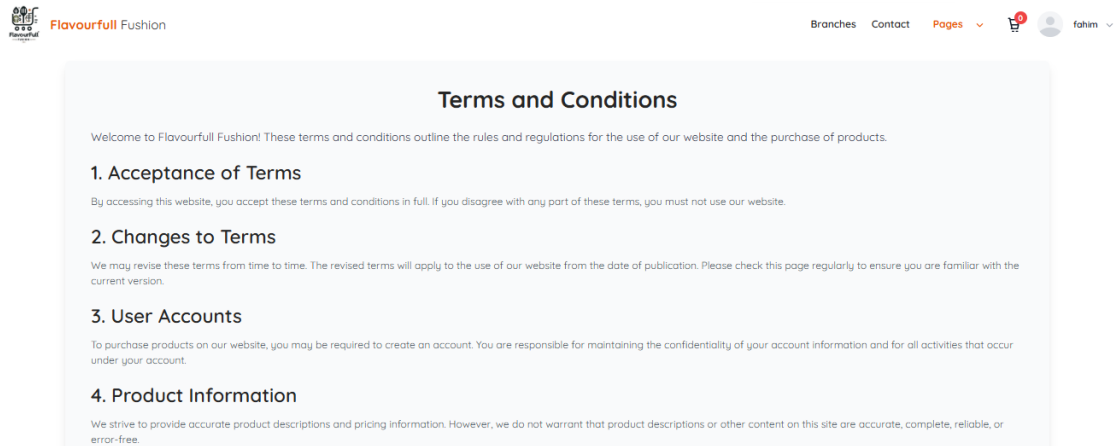 FlavourFull
Flavourfull Fushion
Branches Contact Pages 0 fahim
Terms and Conditions
Welcome to Flavourfull Fushion! These terms and conditions outline the rules and regulations for the use of our website and the purchase of products.
1. Acceptance of Terms
By accessing this website, you accept these terms and conditions in full. If you disagree with any part of these terms, you must not use our website.
2. Changes to Terms
We may revise these terms from time to time. The revised terms will apply to the use of our website from the date of publication. Please check this page regularly to ensure you are familiar with the
current version.
3. User Accounts
To purchase products on our website, you may be required to create an account. You are responsible for maintaining the confidentiality of your account information and for all activities that occur
under your account.
4. Product Information
We strive to provide accurate product descriptions and pricing information. However, we do not warrant that product descriptions or other content on this site are accurate, complete, reliable, or
error-free.